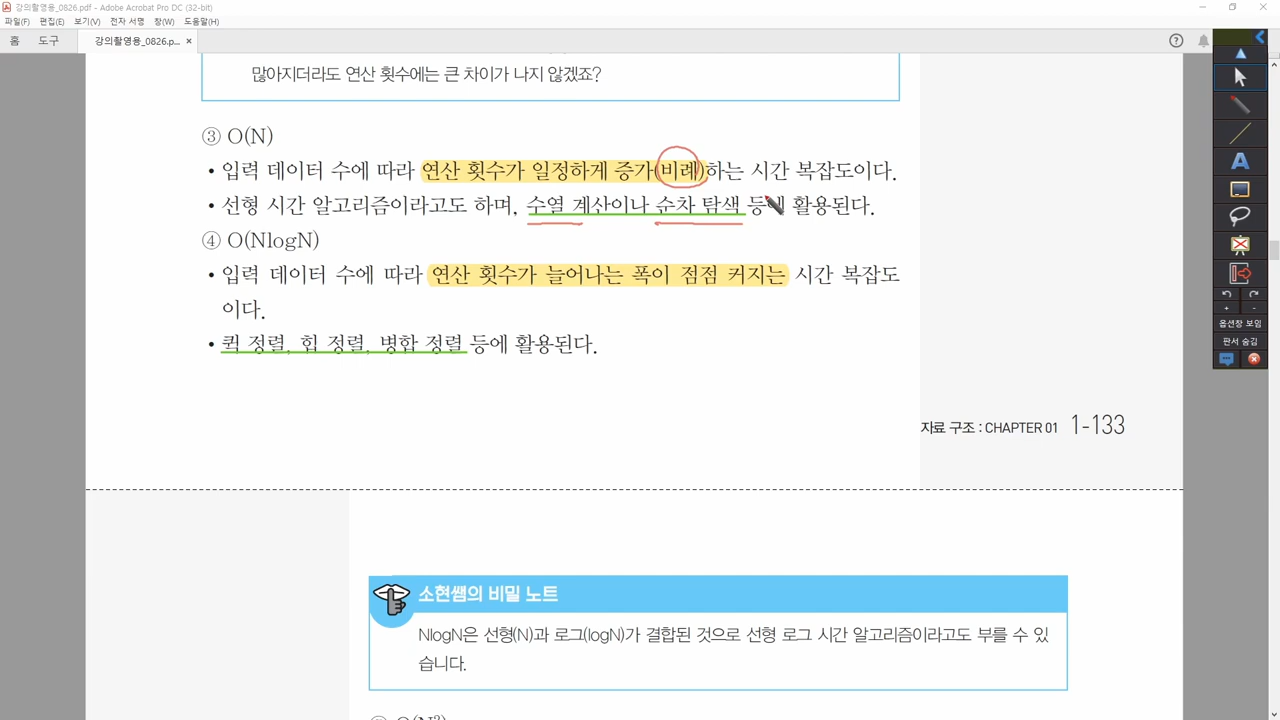 강의촬영용_0826.pdf - Adobe Acrobat Pro DC (32-bit)
파일(F) 편집(E) 보기(V) 전자 서명 창(W) 도움말(H)
홈 도구 강의촬영용_0826.p... ×
많아지더라도 연산 횟수에는 큰 차이가 나지 않겠죠?
③ O(N)
• 입력 데이터 수에 따라 연산 횟수가 일정하게 증가(비례)하는 시간 복잡도이다.
• 선형 시간 알고리즘이라고도 하며, 수열 계산이나 순차 탐색 등에 활용된다.
④ O(NlogN)
• 입력 데이터 수에 따라 연산 횟수가 늘어나는 폭이 점점 커지는 시간 복잡도
이다.
• 퀵 정렬, 힙 정렬, 병합 정렬 등에 활용된다.
자료 구조 : CHAPTER 01 1-133
소현쌤의 비밀 노트
NlogN은 선형(N)과 로그(logN)가 결합된 것으로 선형 로그 시간 알고리즘이라고도 부를 수 있
습니다.
O(N²)
A
+ -
옵션창 보임
판서 숨김